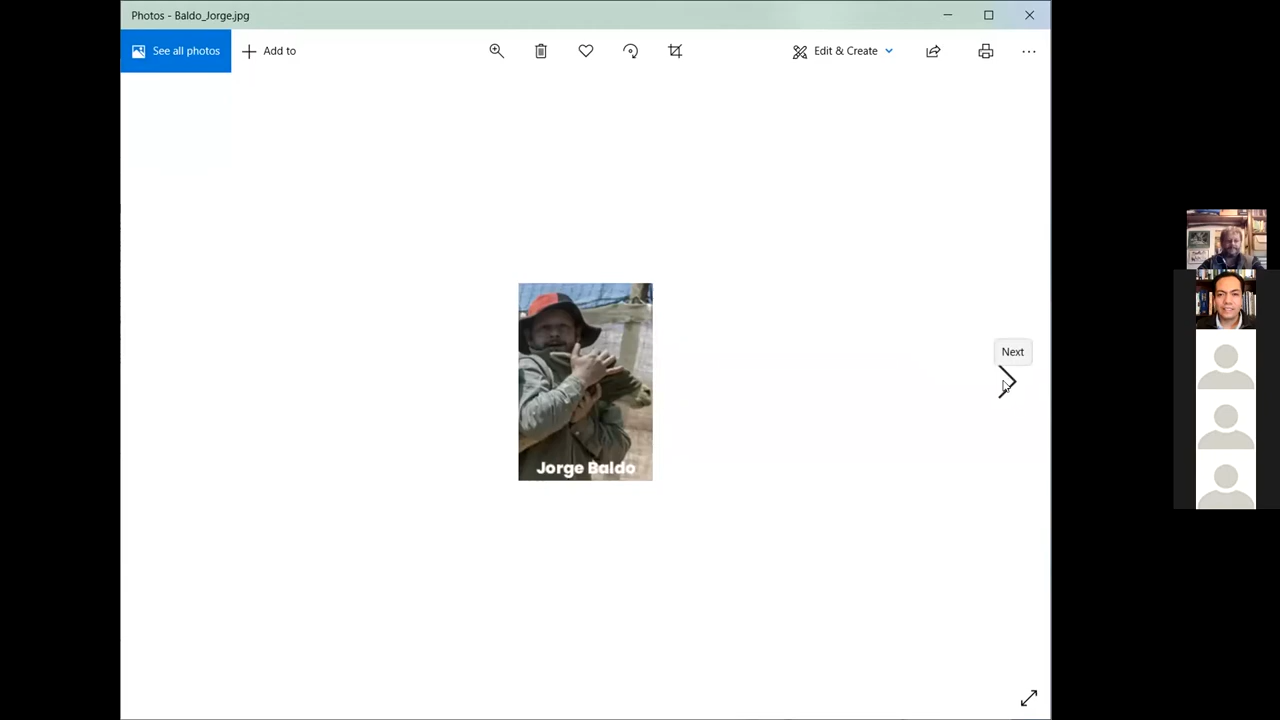 Photos - Baldo_Jorge.jpg
See all photos
Add to
Edit & Create
Next
Jorge Baldo